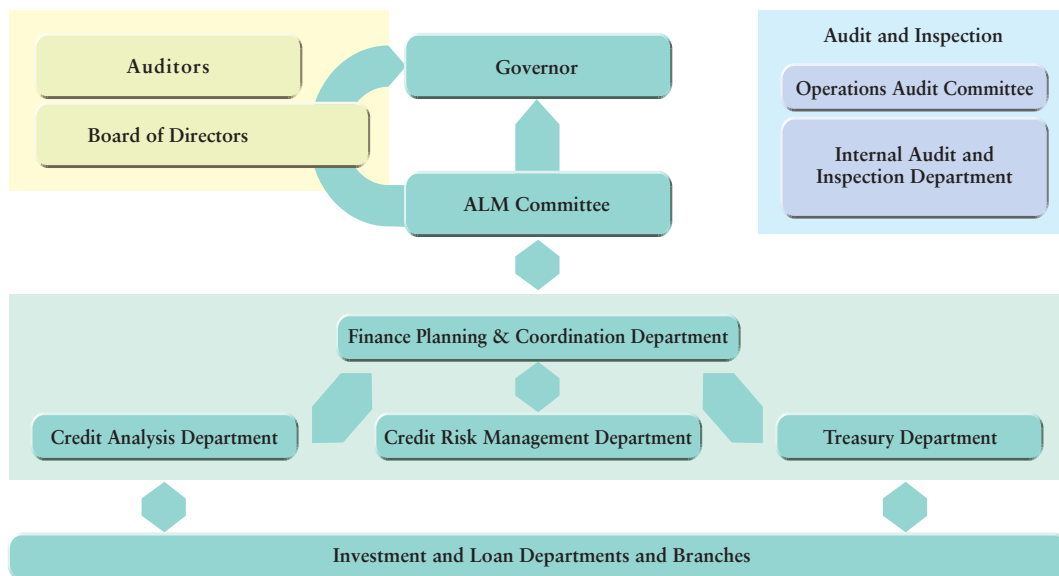 Auditors
Board of Directors
Governor
ALM Committee
Audit and Inspection
Operations Audit Committee
Internal Audit and
Inspection Department
Finance Planning & Coordination Department
Credit Analysis Department
Credit Risk Management Department
Treasury Department
Investment and Loan Departments and Branches